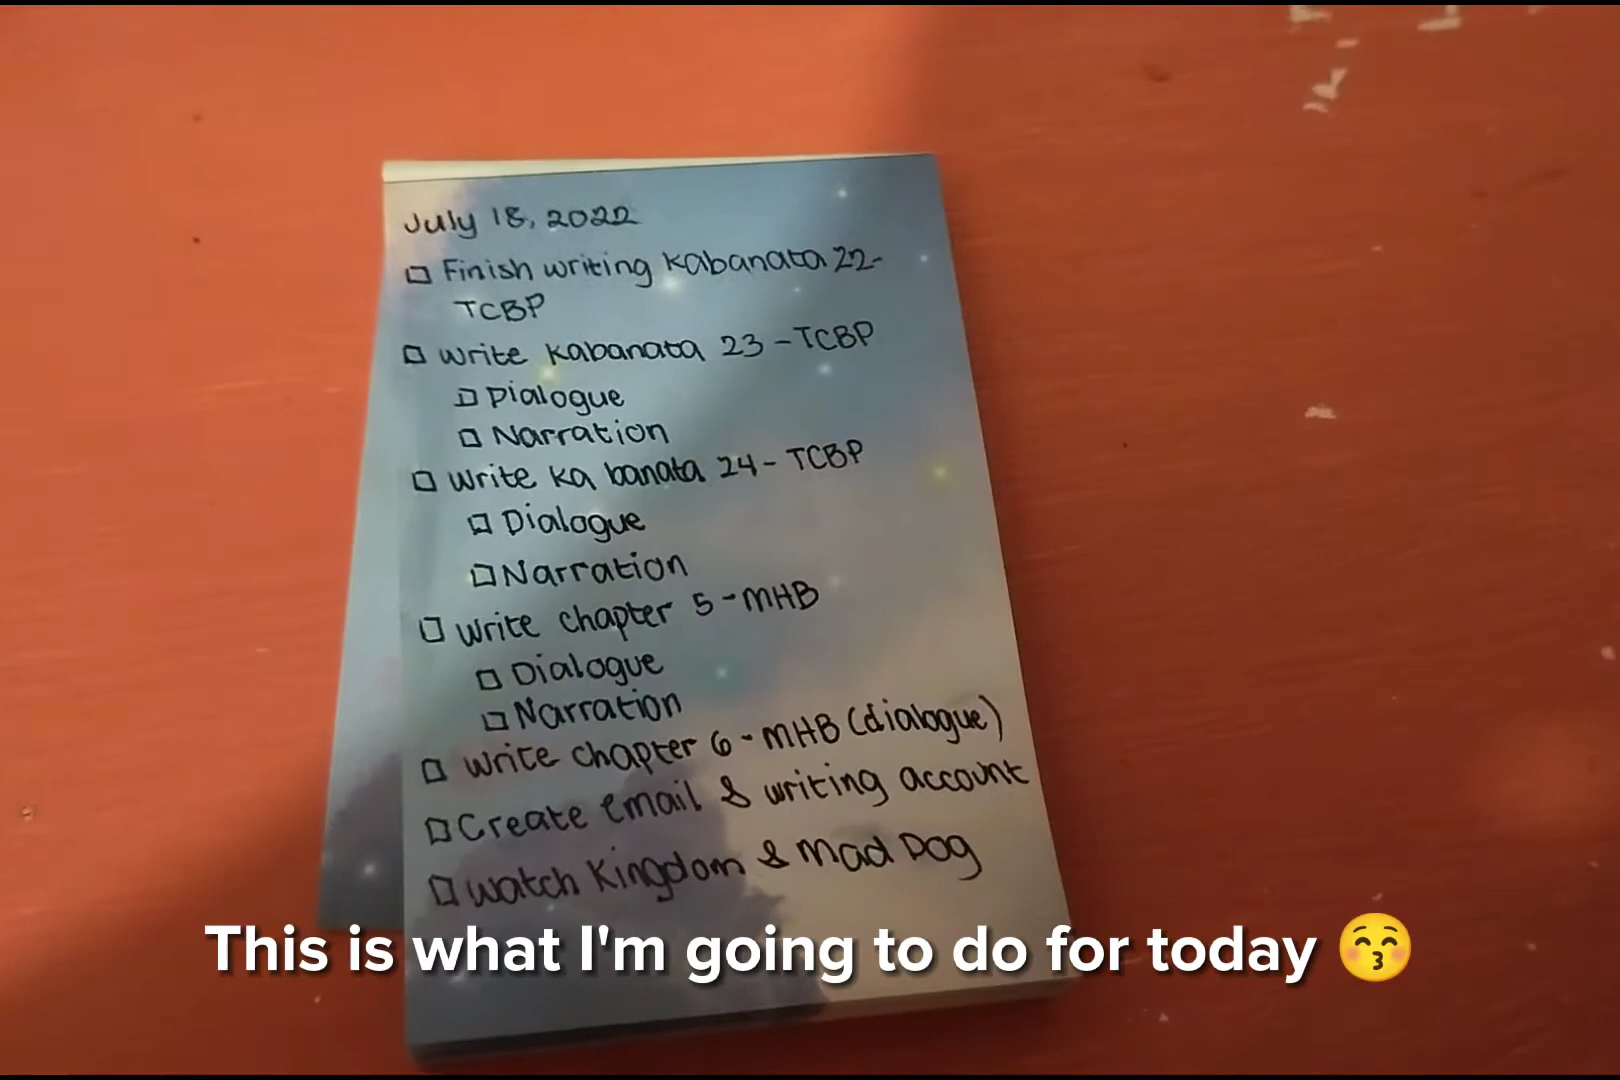 July 18, 2022
Finish writing Kabanata 22-
TCBP
Write Kabanata 23 - TCBP
Dialogue
Narration
Write Kabanata 24 - TCBP
Dialogue
Narration
Write chapter 5 - MHB
Dialogue
Narration
Write chapter 6 - MHB (dialogue)
Create email & writing account
Watch Kingdom & Mad Dog
This is what I'm going to do for today 😚